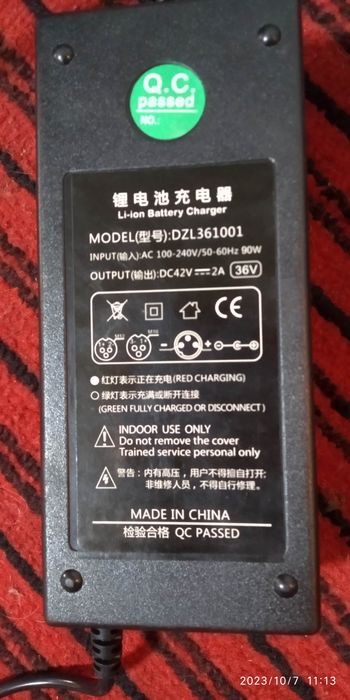 Q.C.
passed
NO.:
锂电池充电器
Li-ion Battery Charger
MODEL(型号):DZL361001
INPUT(输入):AC 100-240V/50-60Hz 90W
OUTPUT(输出):DC42V⎓2A 36V
CE
M12 M16
- + - +
红灯表示正在充电(RED CHARGING)
绿灯表示充满或断开连接
(GREEN FULLY CHARGED OR DISCONNECT)
INDOOR USE ONLY
Do not remove the cover
Trained service personal only
警告:内有高压,用户不得擅自打开;
非维修人员,不得自行修理。
MADE IN CHINA
检验合格 QC PASSED
2023/10/7 11:13